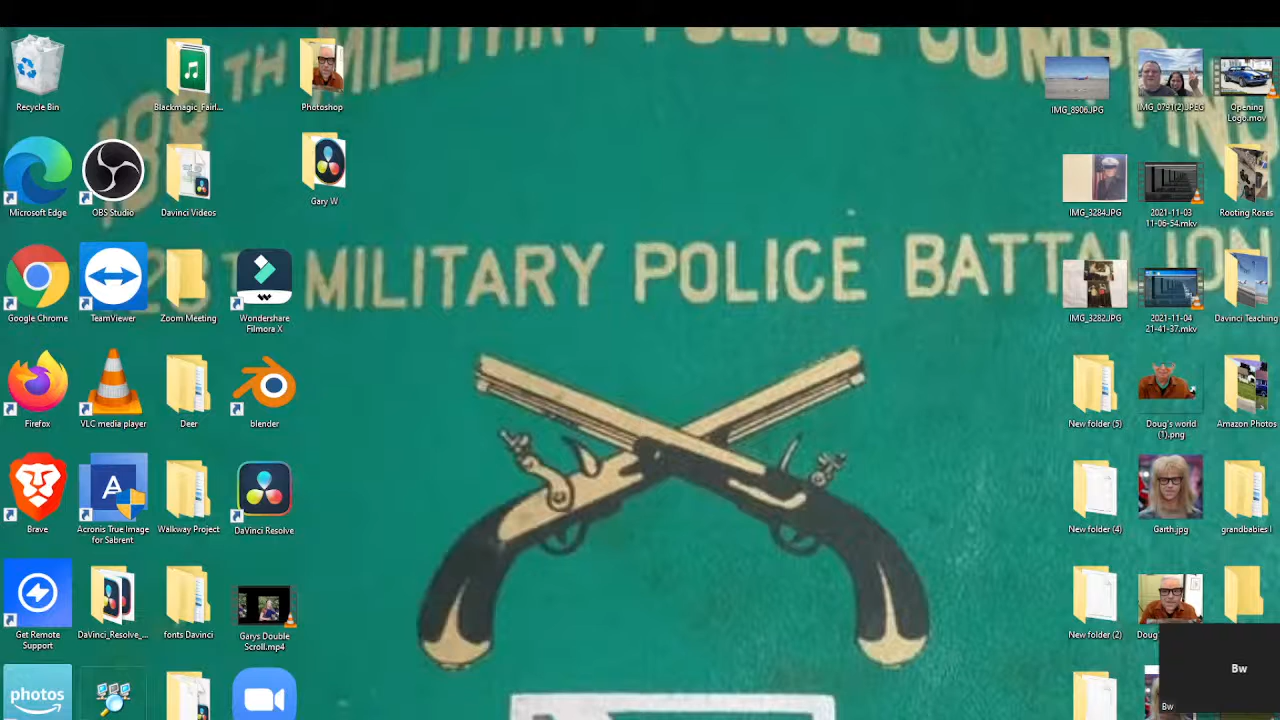 TH MILITARY POLICE COMPANY
MILITARY POLICE BATTALION
Recycle Bin
Blackmagic_Fairl...
Photoshop
Microsoft Edge
OBS Studio
Davinci Videos
Gary W
Google Chrome
TeamViewer
Zoom Meeting
Wondershare
Filmora X
Firefox
VLC media player
Deer
blender
Brave
Acronis True Image
for Sabrent
Walkway Project
DaVinci Resolve
Get Remote
Support
DaVinci_Resolve_...
fonts Davinci
Garys Double
Scroll.mp4
photos
IMG_8906.JPG
IMG_0791(2).JPEG
Opening
Logo.mov
IMG_3284.JPG
2021-11-03
11-06-54.mkv
Rooting Roses
IMG_3282.JPG
2021-11-04
21-41-37.mkv
Davinci Teaching
New folder (5)
Doug's world
(1).png
Amazon Photos
New folder (4)
Garth.jpg
grandbabies I
New folder (2)
Doug
Bw
Bw